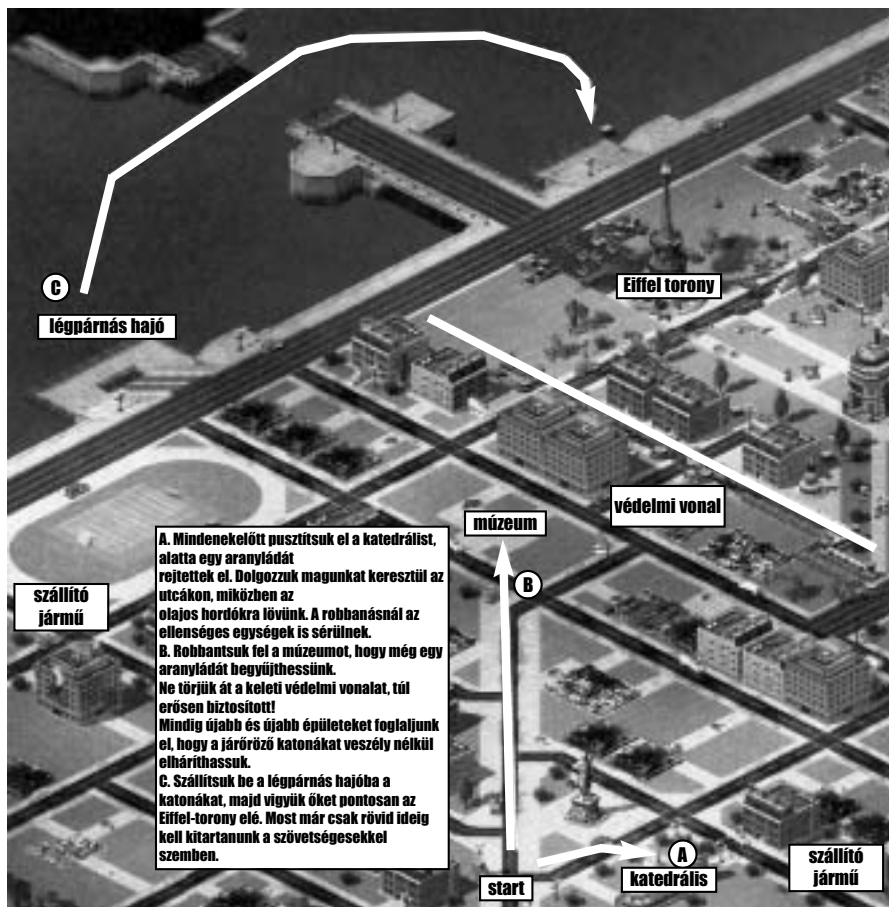 C
légpárnás hajó
Eiffel torony
védelmi vonal
múzeum
B
szállító
jármű
A. Mindenekelőtt pusztítsuk el a katedrálist,
alatta egy aranyládát
rejtettek el. Dolgozzuk magunkat keresztül az
utcákon, miközben az
olajos hordókra lövünk. A robbanásnál az
ellenséges egységek is sérülnek.
B. Robbantsuk fel a múzeumot, hogy még egy
aranyládát begyűjthessünk.
Ne törjük át a keleti védelmi vonalat, túl
erősen biztosított!
Mindig újabb és újabb épületeket foglaljunk
el, hogy a járőröző katonákat veszély nélkül
elháríthassuk.
C. Szállítsuk be a légpárnás hajóba a
katonákat, majd vigyük őket pontosan az
Eiffel-torony elé. Most már csak rövid ideig
kell kitartanunk a szövetségesekkel
szemben.
A
katedrális
start
szállító
jármű